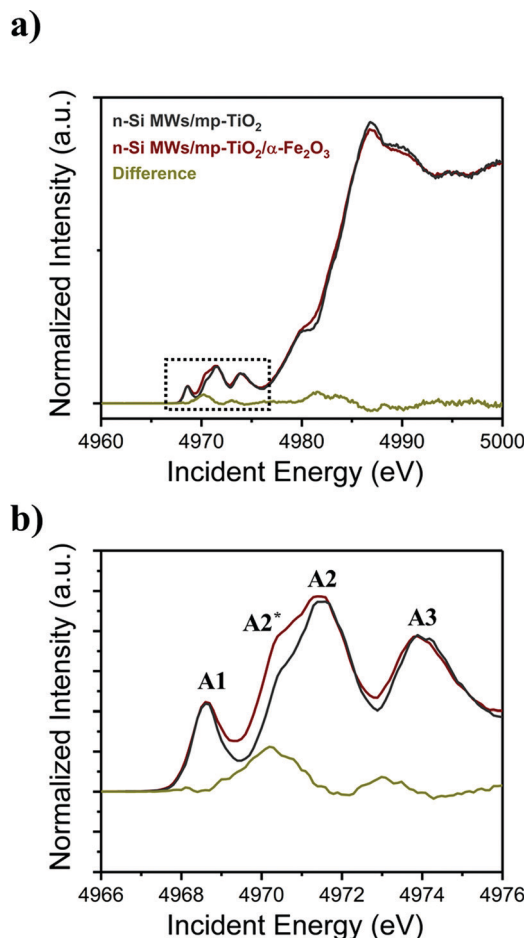 a)
Normalized Intensity (a.u.)
n-Si MWs/mp-TiO₂
n-Si MWs/mp-TiO₂/α-Fe₂O₃
Difference
4960 4970 4980 4990 5000
Incident Energy (eV)
b)
Normalized Intensity (a.u.)
A1
A2*
A2
A3
4966 4968 4970 4972 4974 4976
Incident Energy (eV)